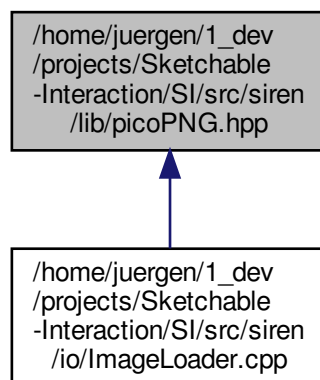 /home/juergen/1_dev
/projects/Sketchable
-Interaction/SI/src/siren
/lib/picoPNG.hpp
/home/juergen/1_dev
/projects/Sketchable
-Interaction/SI/src/siren
/io/ImageLoader.cpp